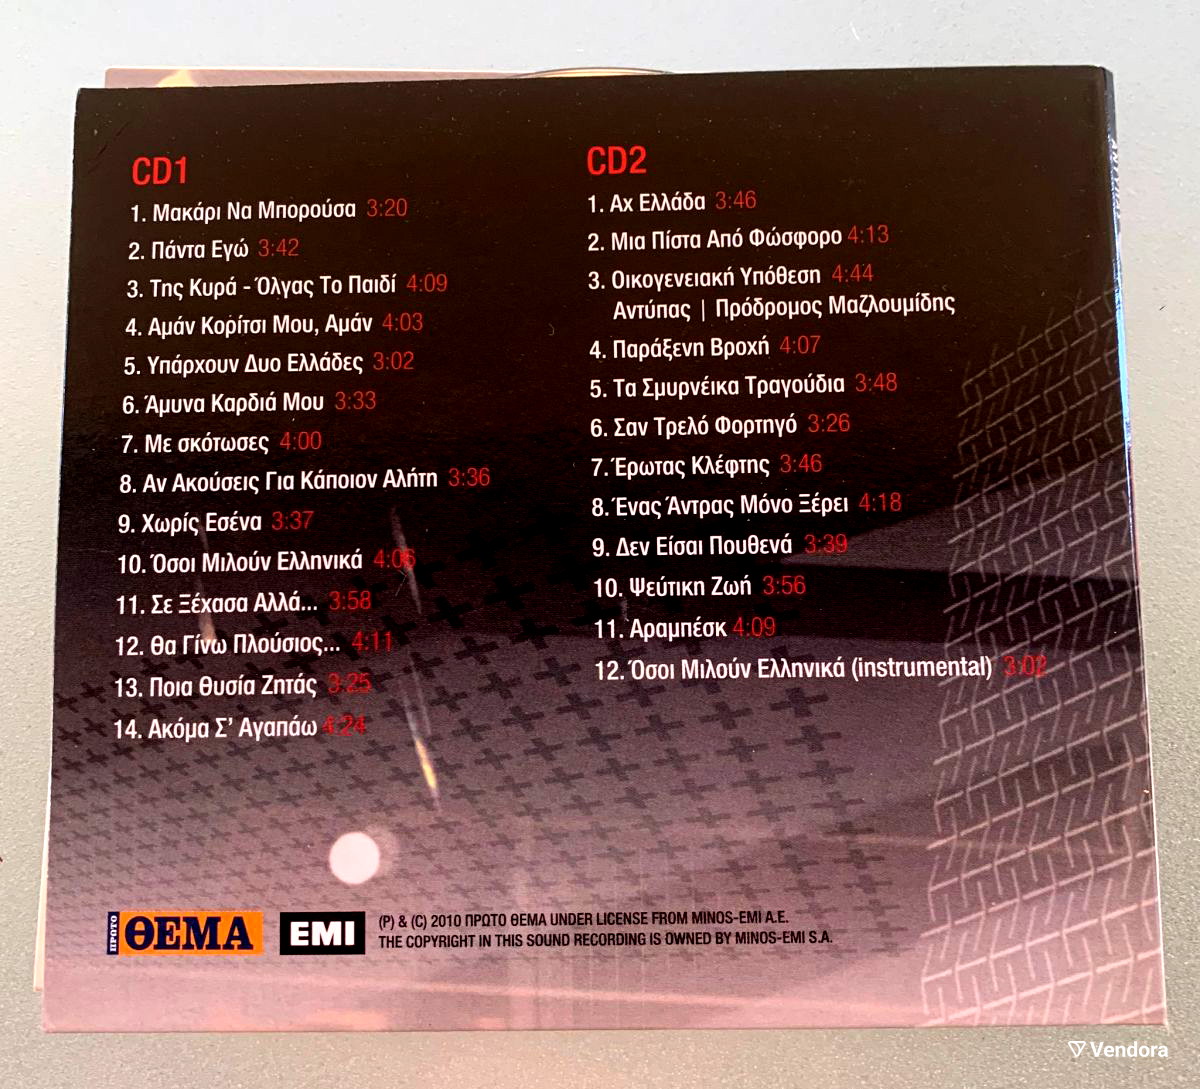 CD1
1. Μακάρι Να Μπορούσα 3:20
2. Πάντα Εγώ 3:42
3. Της Κυρά - Όλγας Το Παιδί 4:09
4. Αμάν Κορίτσι Μου, Αμάν 4:03
5. Υπάρχουν Δυο Ελλάδες 3:02
6. Άμυνα Καρδιά Μου 3:33
7. Με σκότωσες 4:00
8. Αν Ακούσεις Για Κάποιον Αλήτη 3:36
9. Χωρίς Εσένα 3:37
10. Όσοι Μιλούν Ελληνικά 4:06
11. Σε Ξέχασα Αλλά... 3:58
12. Θα Γίνω Πλούσιος... 4:11
13. Ποια Θυσία Ζητάς 3:25
14. Ακόμα Σ' Αγαπάω 4:24
CD2
1. Αχ Ελλάδα 3:46
2. Μια Πίστα Από Φώσφορο 4:13
3. Οικογενειακή Υπόθεση 4:44
Αντύπας | Πρόδρομος Μαζλουμίδης
4. Παράξενη Βροχή 4:07
5. Τα Σμυρνέικα Τραγούδια 3:48
6. Σαν Τρελό Φορτηγό 3:26
7. Έρωτας Κλέφτης 3:46
8. Ένας Άντρας Μόνο Ξέρει 4:18
9. Δεν Είσαι Πουθενά 3:39
10. Ψεύτικη Ζωή 3:56
11. Αραμπέσκ 4:09
12. Όσοι Μιλούν Ελληνικά (instrumental) 3:02
ΠΡΩΤΟ ΘΕΜΑ
EMI
(P) & (C) 2010 ΠΡΩΤΟ ΘΕΜΑ UNDER LICENSE FROM MINOS-EMI A.E.
THE COPYRIGHT IN THIS SOUND RECORDING IS OWNED BY MINOS-EMI S.A.
Vendora